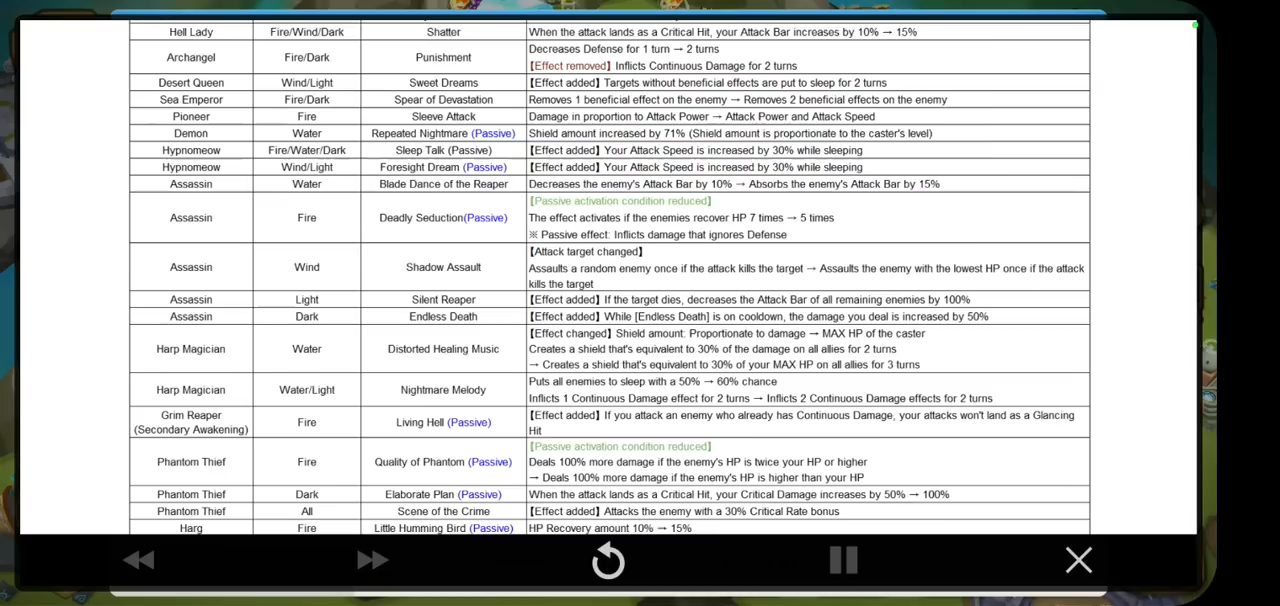 Hell Lady Fire/Wind/Dark Shatter When the attack lands as a Critical Hit, your Attack Bar increases by 10% → 15%
Archangel Fire/Dark Punishment Decreases Defense for 1 turn → 2 turns
【Effect removed】 Inflicts Continuous Damage for 2 turns
Desert Queen Wind/Light Sweet Dreams 【Effect added】 Targets without beneficial effects are put to sleep for 2 turns
Sea Emperor Fire/Dark Spear of Devastation Removes 1 beneficial effect on the enemy → Removes 2 beneficial effects on the enemy
Pioneer Fire Sleeve Attack Damage in proportion to Attack Power → Attack Power and Attack Speed
Demon Water Repeated Nightmare (Passive) Shield amount increased by 71% (Shield amount is proportionate to the caster's level)
Hypnomeow Fire/Water/Dark Sleep Talk (Passive) 【Effect added】 Your Attack Speed is increased by 30% while sleeping
Hypnomeow Wind/Light Foresight Dream (Passive) 【Effect added】 Your Attack Speed is increased by 30% while sleeping
Assassin Water Blade Dance of the Reaper Decreases the enemy's Attack Bar by 10% → Absorbs the enemy's Attack Bar by 15%
Assassin Fire Deadly Seduction(Passive) 【Passive activation condition reduced】
The effect activates if the enemies recover HP 7 times → 5 times
※ Passive effect: Inflicts damage that ignores Defense
Assassin Wind Shadow Assault 【Attack target changed】
Assaults a random enemy once if the attack kills the target → Assaults the enemy with the lowest HP once if the attack
kills the target
Assassin Light Silent Reaper 【Effect added】 If the target dies, decreases the Attack Bar of all remaining enemies by 100%
Assassin Dark Endless Death 【Effect added】 While [Endless Death] is on cooldown, the damage you deal is increased by 50%
Harp Magician Water Distorted Healing Music 【Effect changed】 Shield amount: Proportionate to damage → MAX HP of the caster
Creates a shield that's equivalent to 30% of the damage on all allies for 2 turns
→ Creates a shield that's equivalent to 30% of your MAX HP on all allies for 3 turns
Harp Magician Water/Light Nightmare Melody Puts all enemies to sleep with a 50% → 60% chance
Inflicts 1 Continuous Damage effect for 2 turns → Inflicts 2 Continuous Damage effects for 2 turns
Grim Reaper
(Secondary Awakening) Fire Living Hell (Passive) 【Effect added】 If you attack an enemy who already has Continuous Damage, your attacks won't land as a Glancing
Hit
Phantom Thief Fire Quality of Phantom (Passive) 【Passive activation condition reduced】
Deals 100% more damage if the enemy's HP is twice your HP or higher
→ Deals 100% more damage if the enemy's HP is higher than your HP
Phantom Thief Dark Elaborate Plan (Passive) When the attack lands as a Critical Hit, your Critical Damage increases by 50% → 100%
Phantom Thief All Scene of the Crime 【Effect added】 Attacks the enemy with a 30% Critical Rate bonus
Harg Fire Little Humming Bird (Passive) HP Recovery amount 10% → 15%